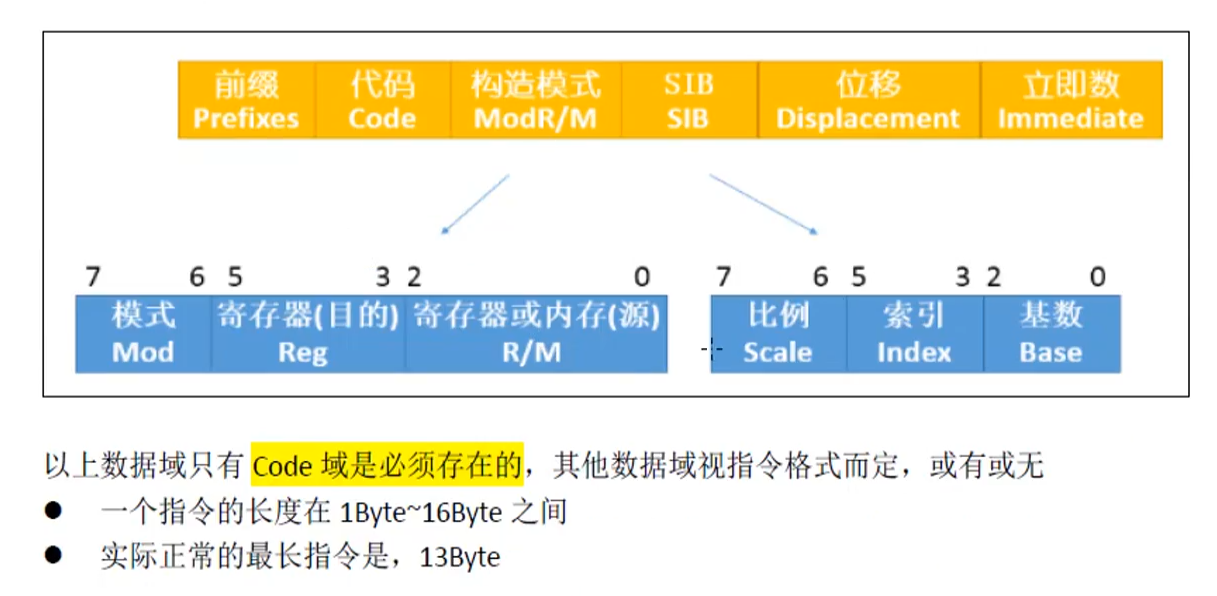 前缀 代码 构造模式 SIB 位移 立即数
Prefixes Code ModR/M SIB Displacement Immediate
7 6 5 3 2 0 7 6 5 3 2 0
模式 寄存器(目的) 寄存器或内存(源) 比例 索引 基数
Mod Reg R/M Scale Index Base
以上数据域只有 Code 域是必须存在的，其他数据域视指令格式而定，或有或无
● 一个指令的长度在 1Byte~16Byte 之间
● 实际正常的最长指令是，13Byte